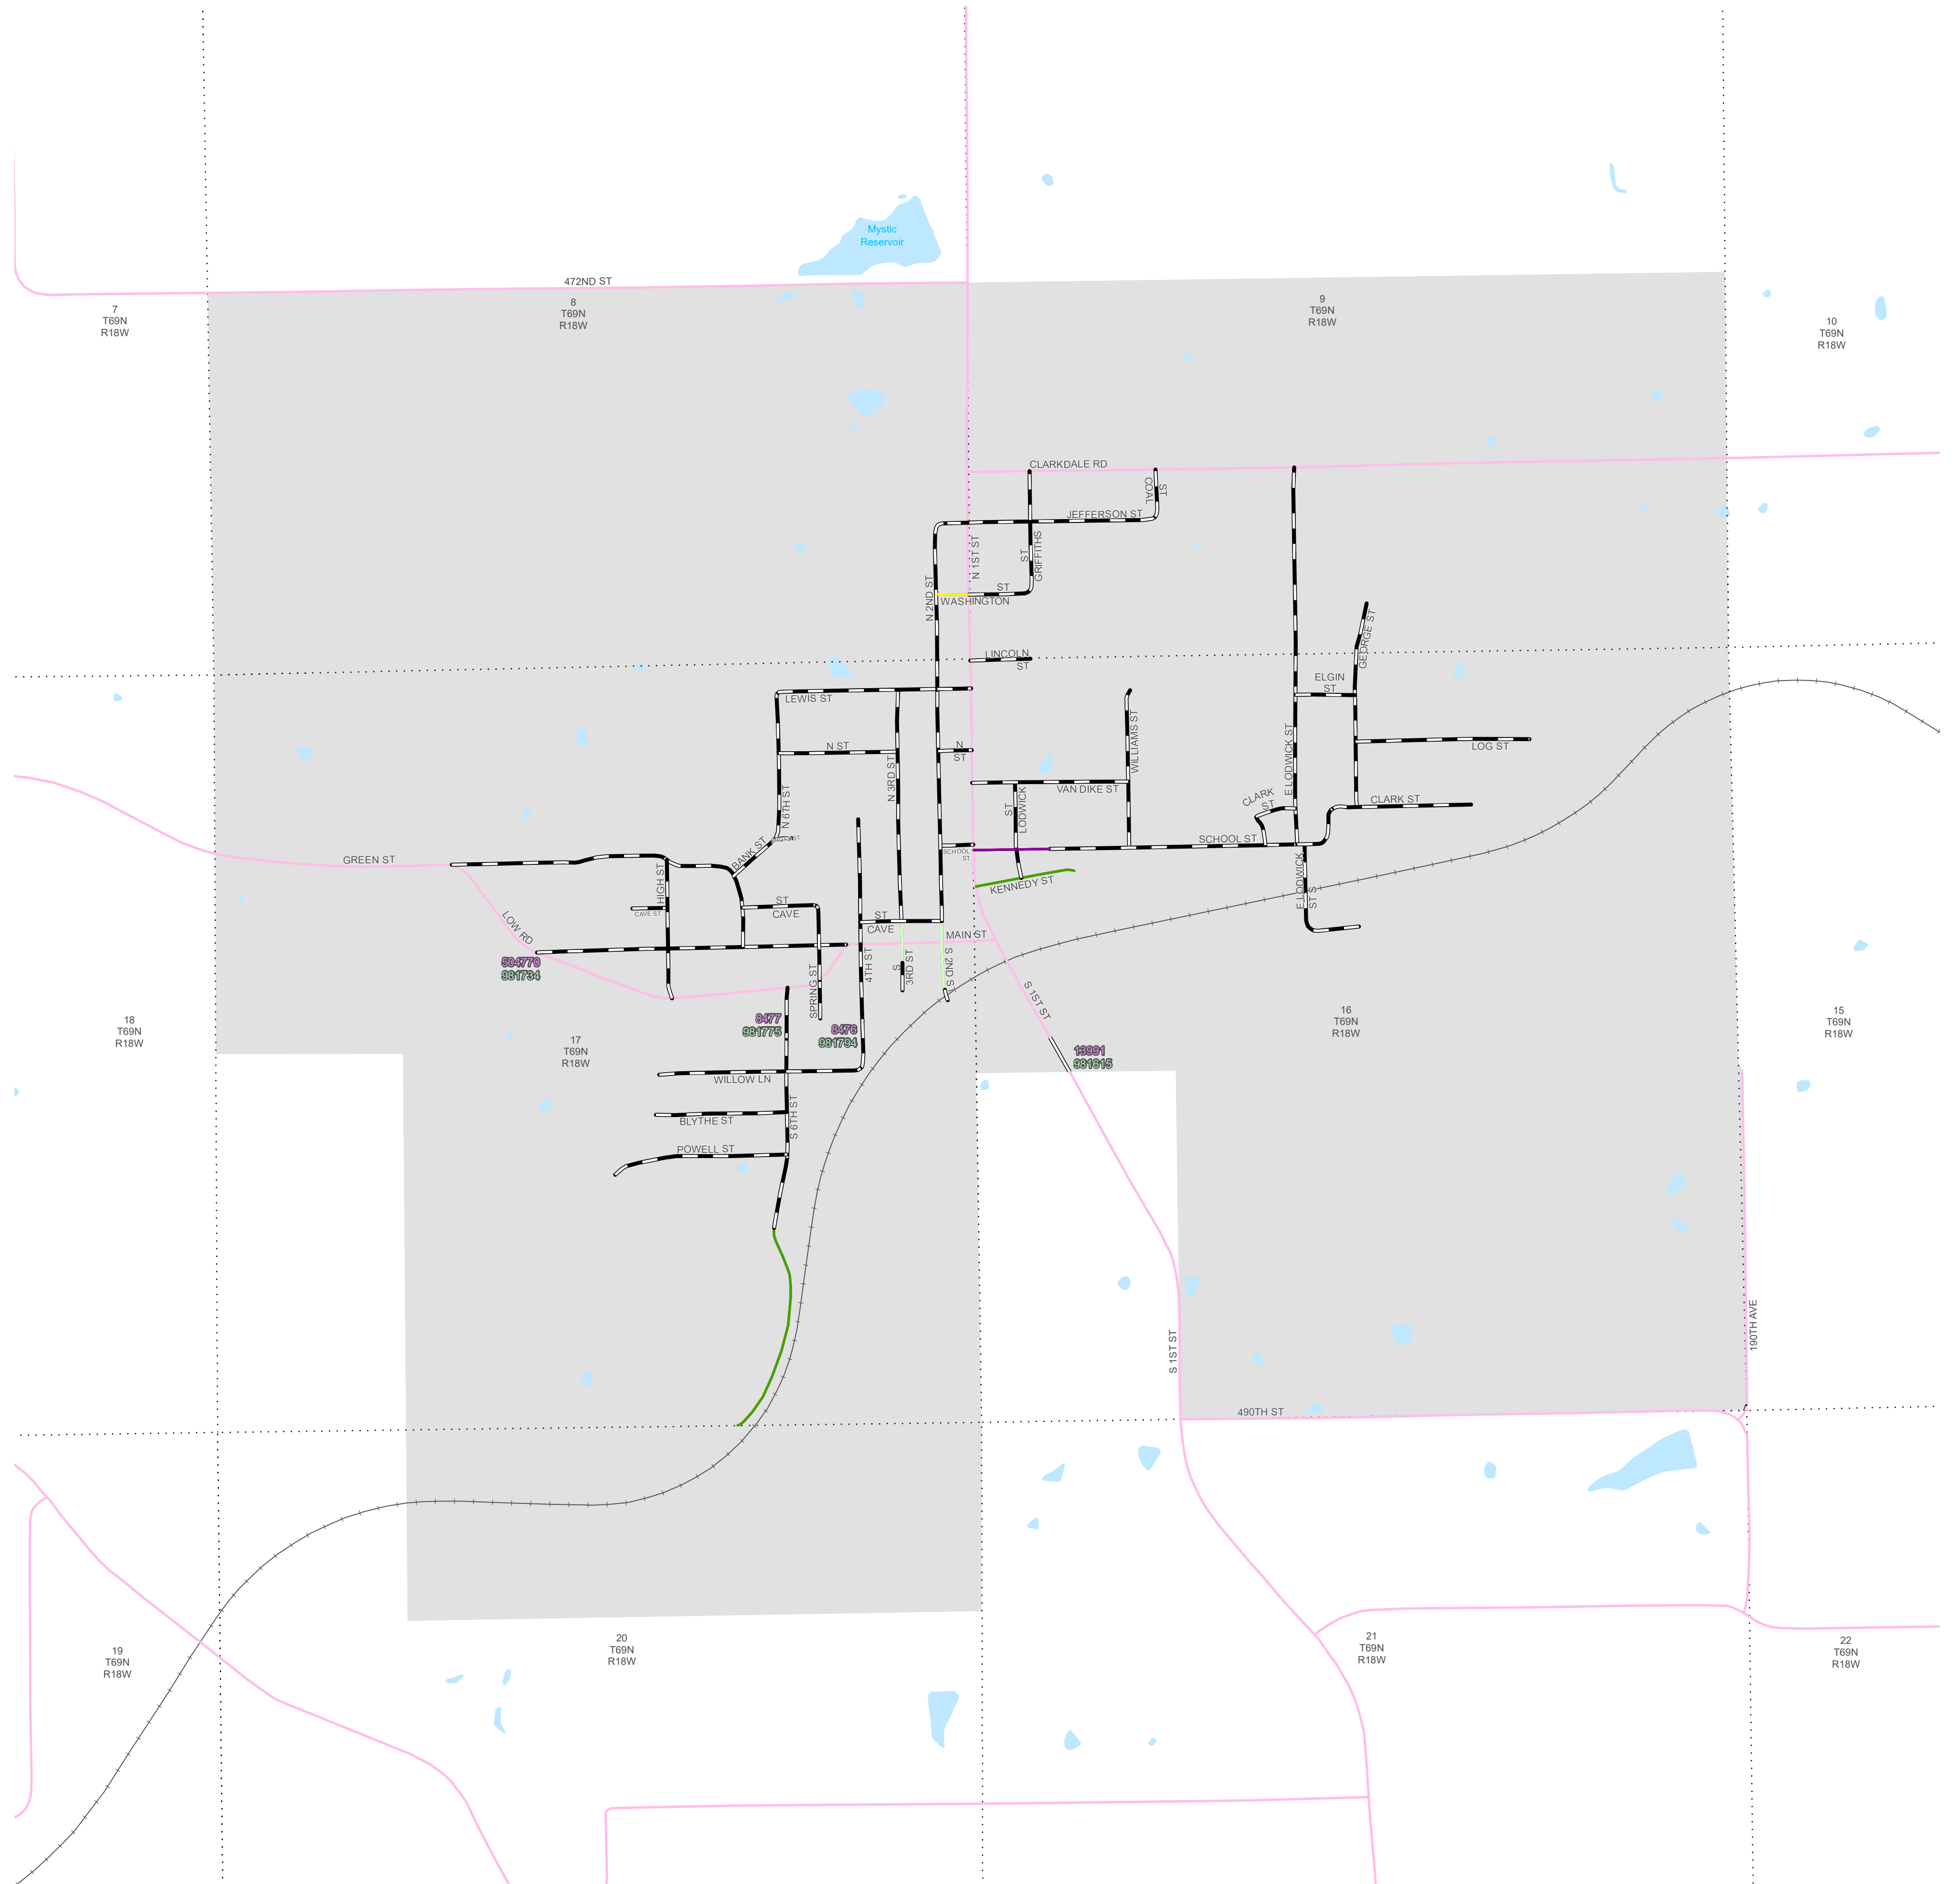 Mystic
Reservoir
472ND ST
7
T69N
R18W
8
T69N
R18W
9
T69N
R18W
10
T69N
R18W
CLARKDALE RD
COAL
ST
JEFFERSON ST
N 1ST ST
ST
GRIFFITHS
N 2ND ST
ST
WASHINGTON
LINCOLN
ST
GEORGE ST
ELGIN
ST
LEWIS ST
N ST
N
ST
WILLIAMS ST
E LODWICK ST
LOG ST
N 3RD ST
VAN DIKE ST
N 6TH ST
ST
LODWICK
CLARK
ST
CLARK ST
SCHOOL ST
BANK ST
SCHOOL
ST
GREEN ST
HIGH ST
KENNEDY ST
E LODWICK
ST S
CAVE ST
ST
CAVE
ST
CAVE
LOW RD
MAIN ST
4TH ST
S
3RD ST
S 2ND ST
504770
981734
SPRING ST
S 1ST ST
8477
981775
8476
981794
18
T69N
R18W
17
T69N
R18W
16
T69N
R18W
15
T69N
R18W
13991
981615
WILLOW LN
BLYTHE ST
S 6TH ST
POWELL ST
S 1ST ST
190TH AVE
490TH ST
19
T69N
R18W
20
T69N
R18W
21
T69N
R18W
22
T69N
R18W